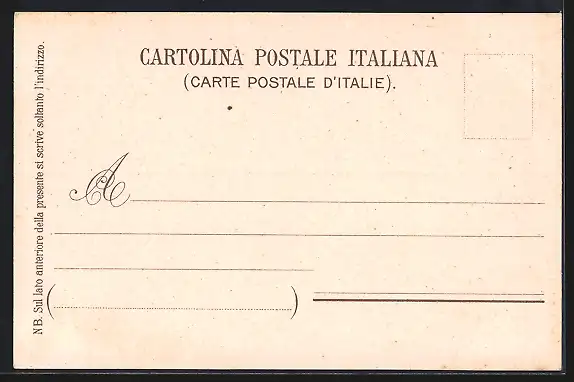 CARTOLINA POSTALE ITALIANA
(CARTE POSTALE D'ITALIE).
A
NB. Sul lato anteriore della presente si scrive soltanto l'indirizzo.